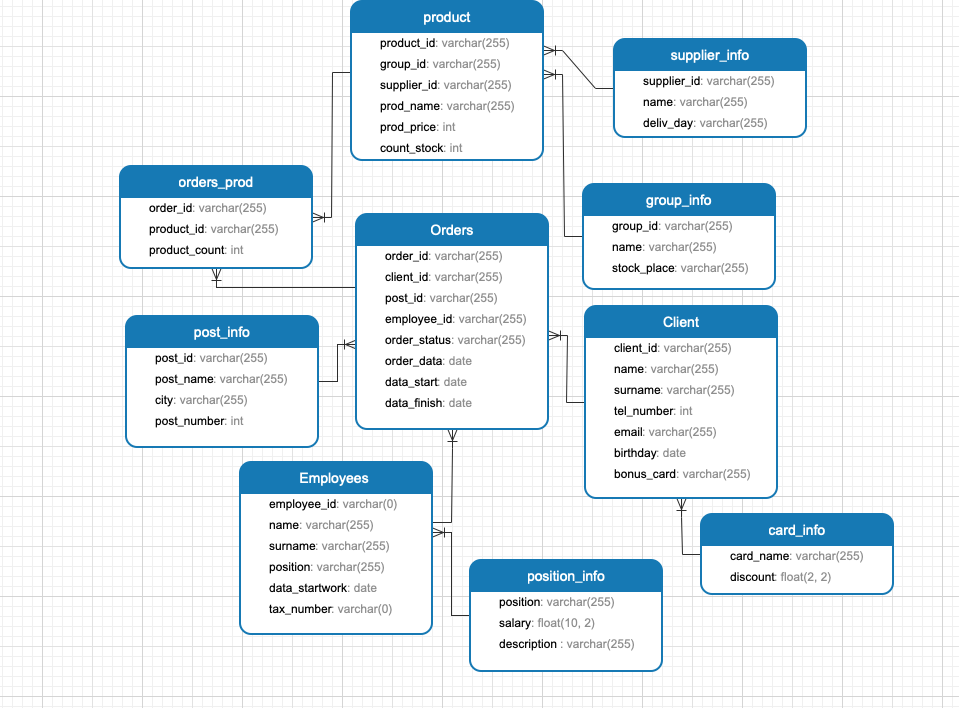 product
product_id: varchar(255)
group_id: varchar(255)
supplier_id: varchar(255)
prod_name: varchar(255)
prod_price: int
count_stock: int
supplier_info
supplier_id: varchar(255)
name: varchar(255)
deliv_day: varchar(255)
orders_prod
order_id: varchar(255)
product_id: varchar(255)
product_count: int
group_info
group_id: varchar(255)
name: varchar(255)
stock_place: varchar(255)
Orders
order_id: varchar(255)
client_id: varchar(255)
post_id: varchar(255)
employee_id: varchar(255)
order_status: varchar(255)
order_data: date
data_start: date
data_finish: date
post_info
post_id: varchar(255)
post_name: varchar(255)
city: varchar(255)
post_number: int
Client
client_id: varchar(255)
name: varchar(255)
surname: varchar(255)
tel_number: int
email: varchar(255)
birthday: date
bonus_card: varchar(255)
Employees
employee_id: varchar(0)
name: varchar(255)
surname: varchar(255)
position: varchar(255)
data_startwork: date
tax_number: varchar(0)
card_info
card_name: varchar(255)
discount: float(2, 2)
position_info
position: varchar(255)
salary: float(10, 2)
description : varchar(255)